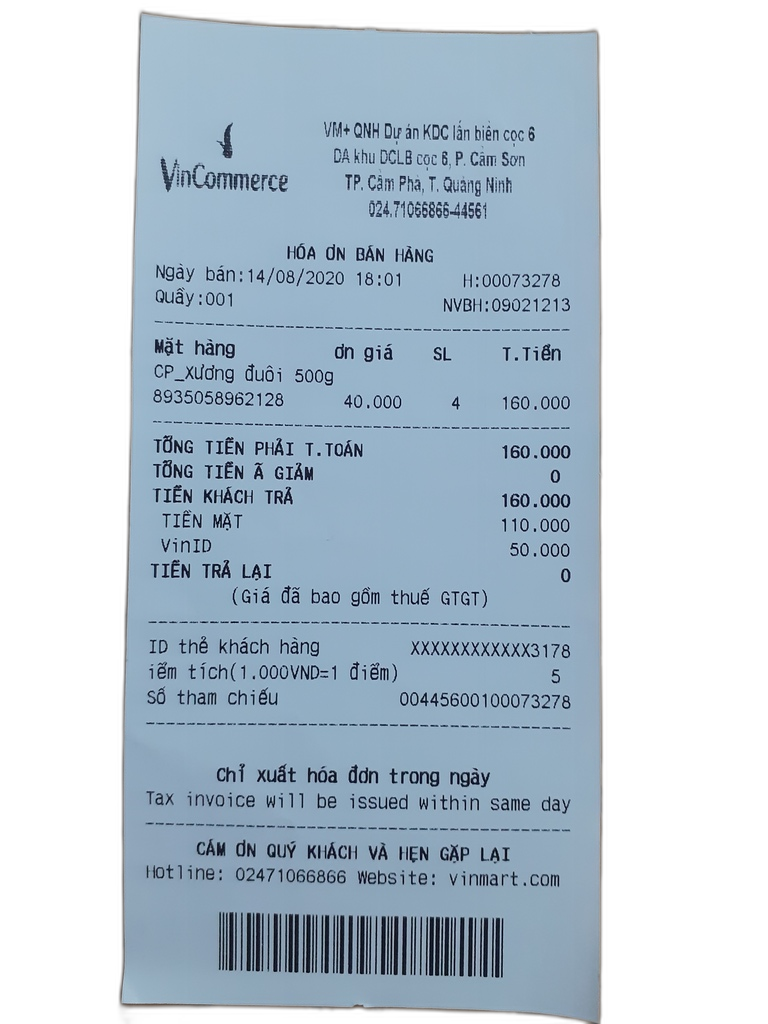 VinCommerce
VM+ QNH Dự án KDC lấn biển cọc 6
DA khu DCLB cọc 6, P. Cẩm Sơn
TP. Cẩm Phả, T. Quảng Ninh
024.71066866-44561
HÓA ƠN BÁN HÀNG
Ngày bán:14/08/2020 18:01 H:00073278
Quầy:001 NVBH:09021213
Mặt hàng ơn giá SL T.Tiền
CP_Xương đuôi 500g
8935058962128 40.000 4 160.000
TỔNG TIỀN PHẢI T.TOÁN 160.000
TỔNG TIỀN Ã GIẢM 0
TIỀN KHÁCH TRẢ 160.000
TIỀN MẶT 110.000
VinID 50.000
TIỀN TRẢ LẠI 0
(Giá đã bao gồm thuế GTGT)
ID thẻ khách hàng XXXXXXXXXXXX3178
iểm tích(1.000VND=1 điểm) 5
Số tham chiếu 00445600100073278
Chỉ xuất hóa đơn trong ngày
Tax invoice will be issued within same day
CÁM ƠN QUÝ KHÁCH VÀ HẸN GẶP LẠI
Hotline: 02471066866 Website: vinmart.com